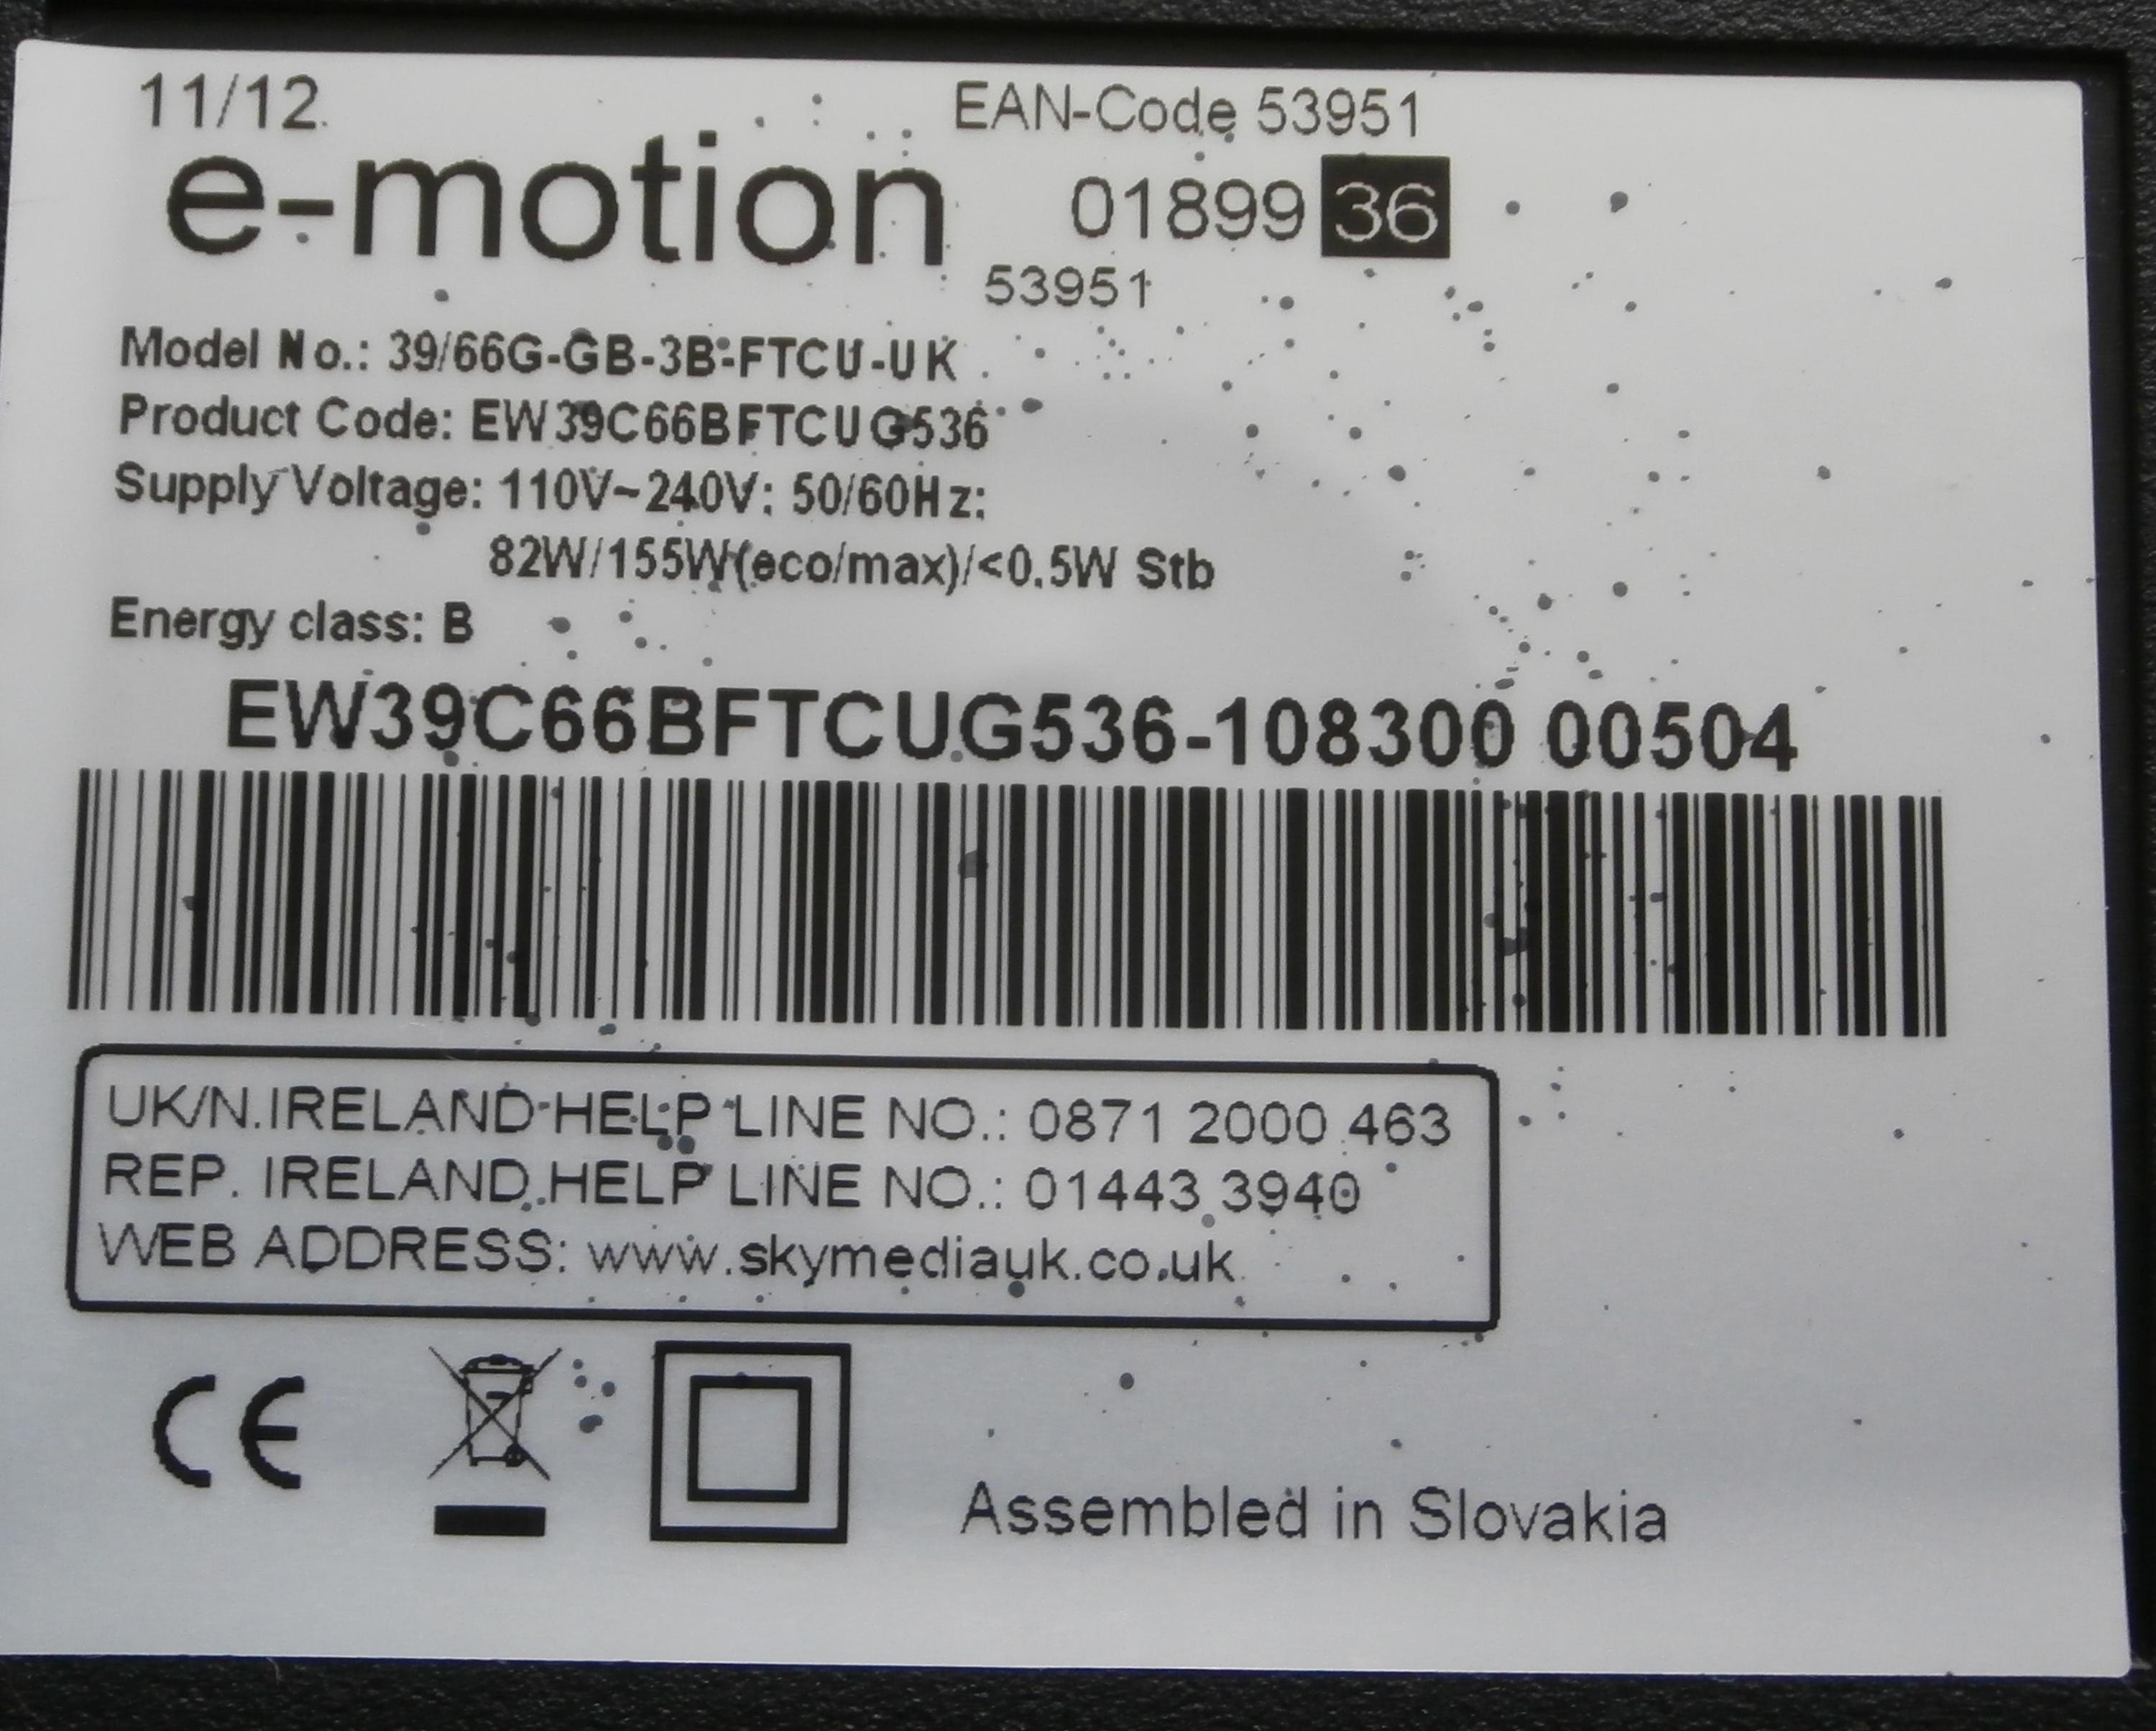 11/12
EAN-Code 53951
e-motion
01899 36
53951
Model No.: 39/66G-GB-3B-FTCU-UK
Product Code: EW39C66BFTCUG536
Supply Voltage: 110V~240V; 50/60Hz;
82W/155W(eco/max)/<0.5W Stb
Energy class: B
EW39C66BFTCUG536-108300 00504
UK/N.IRELAND HELP LINE NO.: 0871 2000 463
REP. IRELAND HELP LINE NO.: 01443 3940
WEB ADDRESS: www.skymediauk.co.uk
CE
Assembled in Slovakia